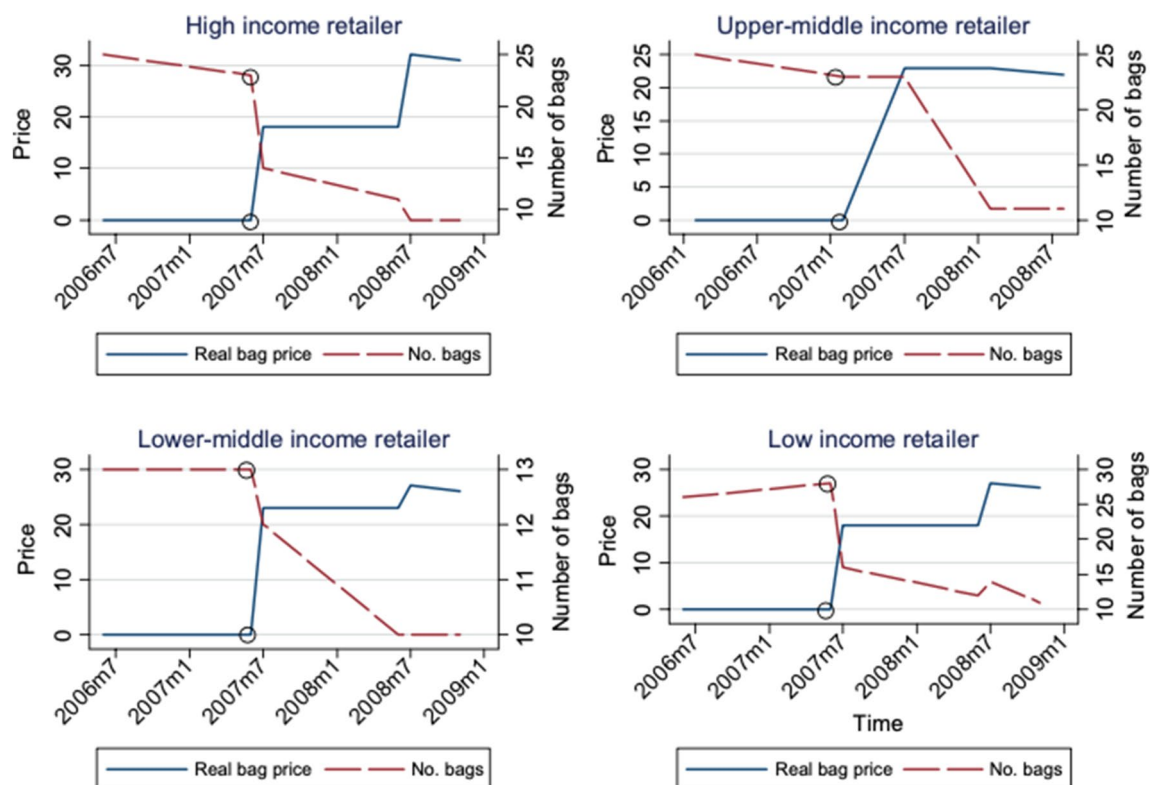 High income retailer
Price
30
20
10
0
25
20
15
10
Number of bags
2006m7
2007m1
2007m7
2008m1
2008m7
2009m1
Real bag price
No. bags
Upper-middle income retailer
Price
25
20
15
10
5
0
25
20
15
10
Number of bags
2006m1
2006m7
2007m1
2007m7
2008m1
2008m7
Real bag price
No. bags
Lower-middle income retailer
Price
30
20
10
0
13
12
11
10
Number of bags
2006m7
2007m1
2007m7
2008m1
2008m7
2009m1
Real bag price
No. bags
Low income retailer
Price
30
20
10
0
30
25
20
15
10
Number of bags
2006m7
2007m1
2007m7
2008m1
2008m7
2009m1
Time
Real bag price
No. bags